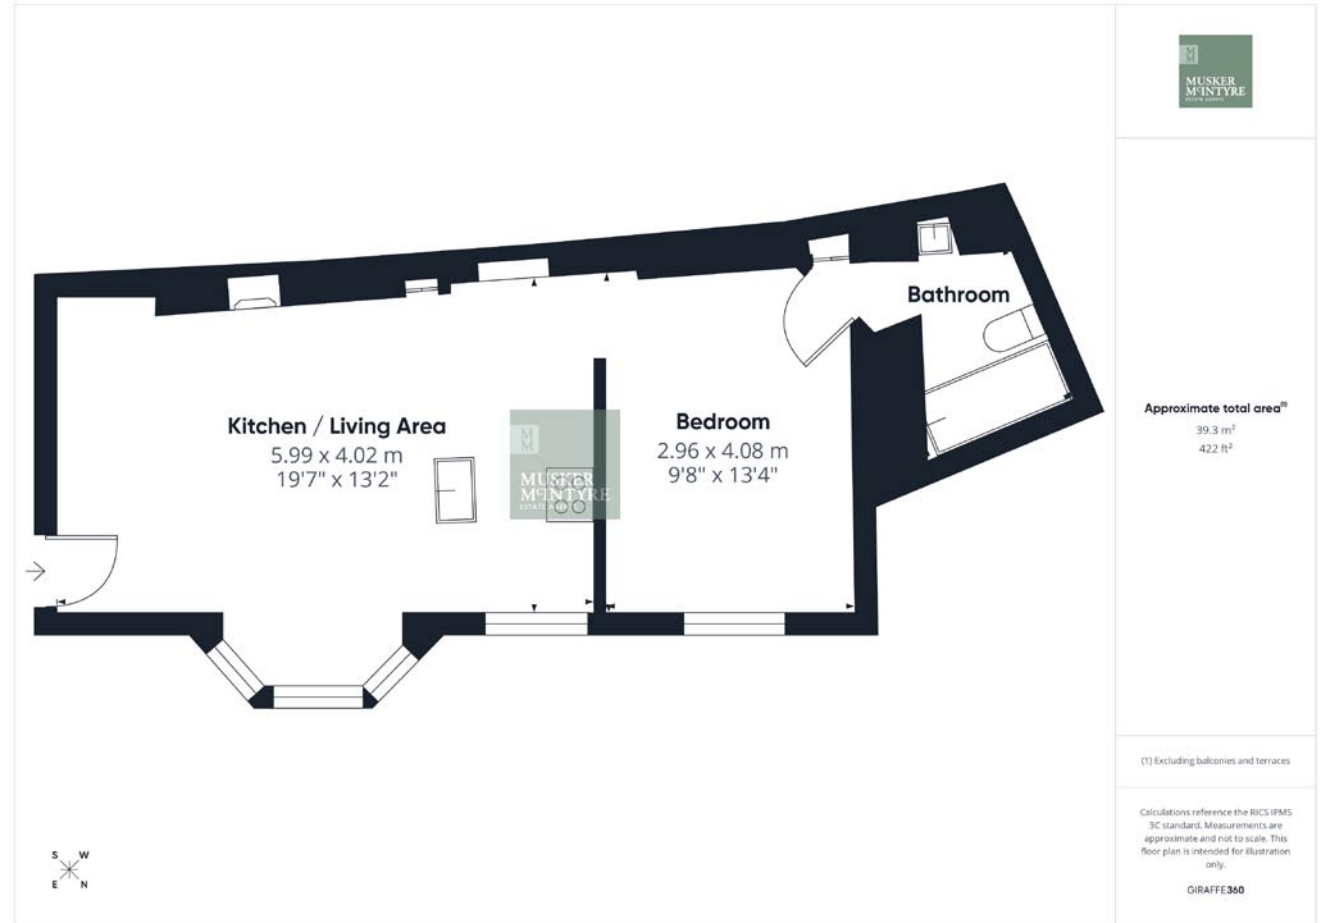 M
M
MUSKER
McINTYRE
ESTATE AGENTS
Bathroom
Kitchen / Living Area
5.99 x 4.02 m
19'7" x 13'2"
M
M
MUSKER
McINTYRE
ESTATE AGENTS
Bedroom
2.96 x 4.08 m
9'8" x 13'4"
Approximate total area(1)
39.3 m²
422 ft²
(1) Excluding balconies and terraces
Calculations reference the RICS IPMS
3C standard. Measurements are
approximate and not to scale. This
floor plan is intended for illustration
only.
GIRAFFE360
S W
E N